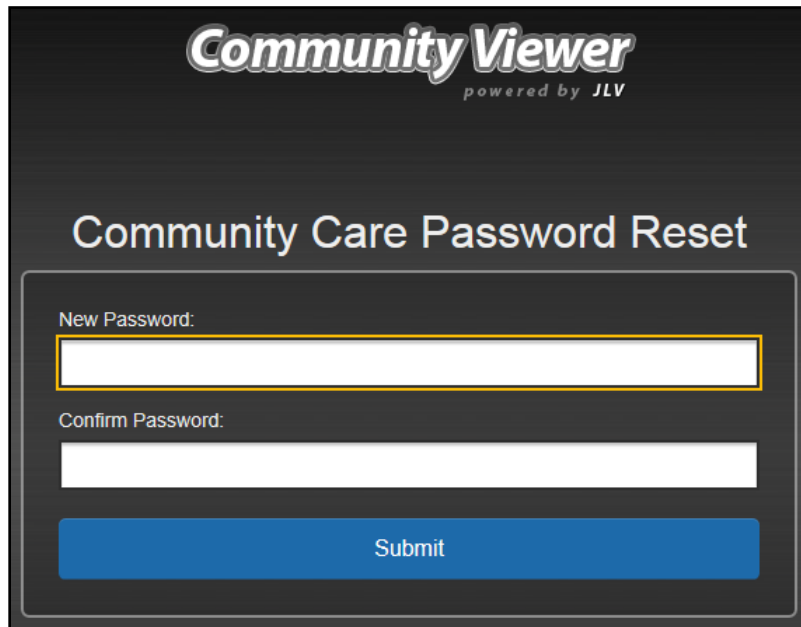 Community Viewer
powered by JLV
Community Care Password Reset
New Password:
Confirm Password:
Submit